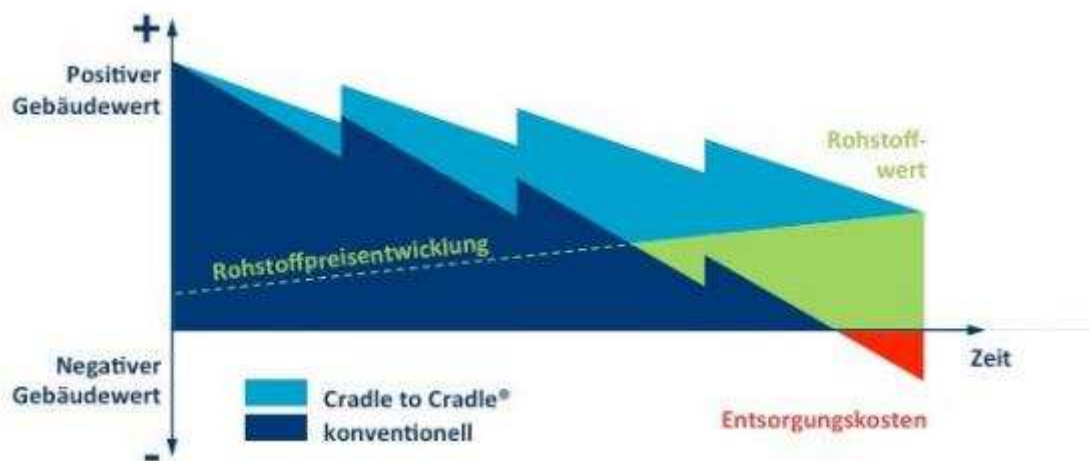 +
Positiver
Gebäudewert
Rohstoff-
wert
Rohstoffpreisentwicklung
Zeit
Negativer
Gebäudewert
Cradle to Cradle®
konventionell
Entsorgungskosten
-